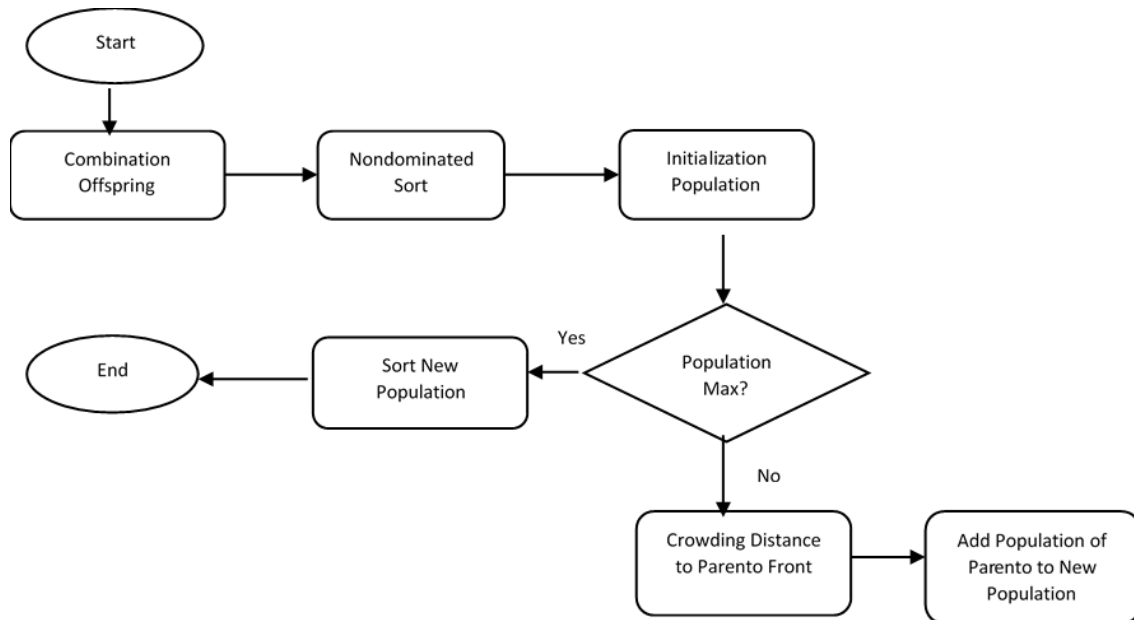 Start
Combination
Offspring
Nondominated
Sort
Initialization
Population
Yes
End
Sort New
Population
Population
Max?
No
Crowding Distance
to Parento Front
Add Population of
Parento to New
Population